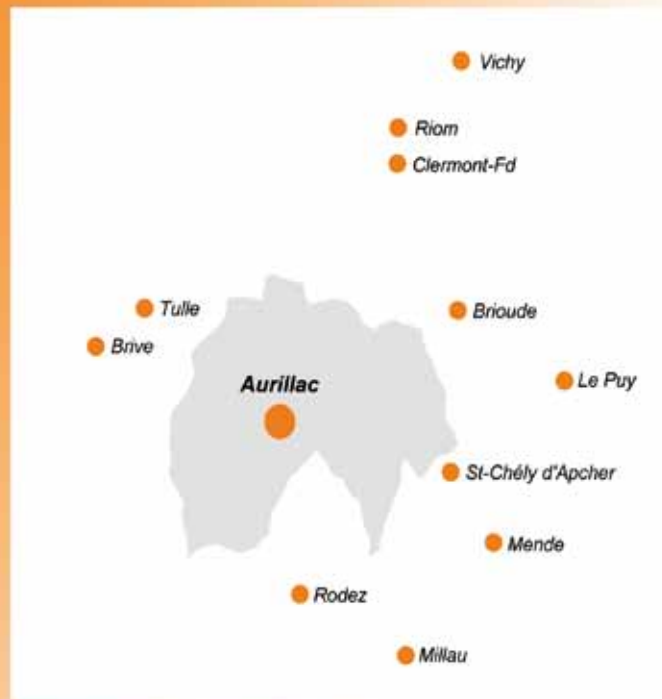 Vichy
Riom
Clermont-Fd
Tulle
Brioude
Brive
Le Puy
Aurillac
St-Chély d'Apcher
Mende
Rodez
Millau